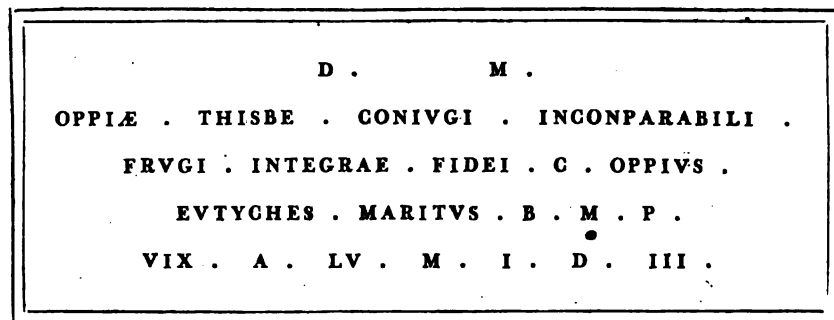 D . M .
OPPIÆ . THISBE . CONIVGI . INCONPARABILI .
FRVGI . INTEGRAE . FIDEI . C . OPPIVS .
EVTYCHES . MARITVS . B . M . P .
VIX . A . LV . M . I . D . III .